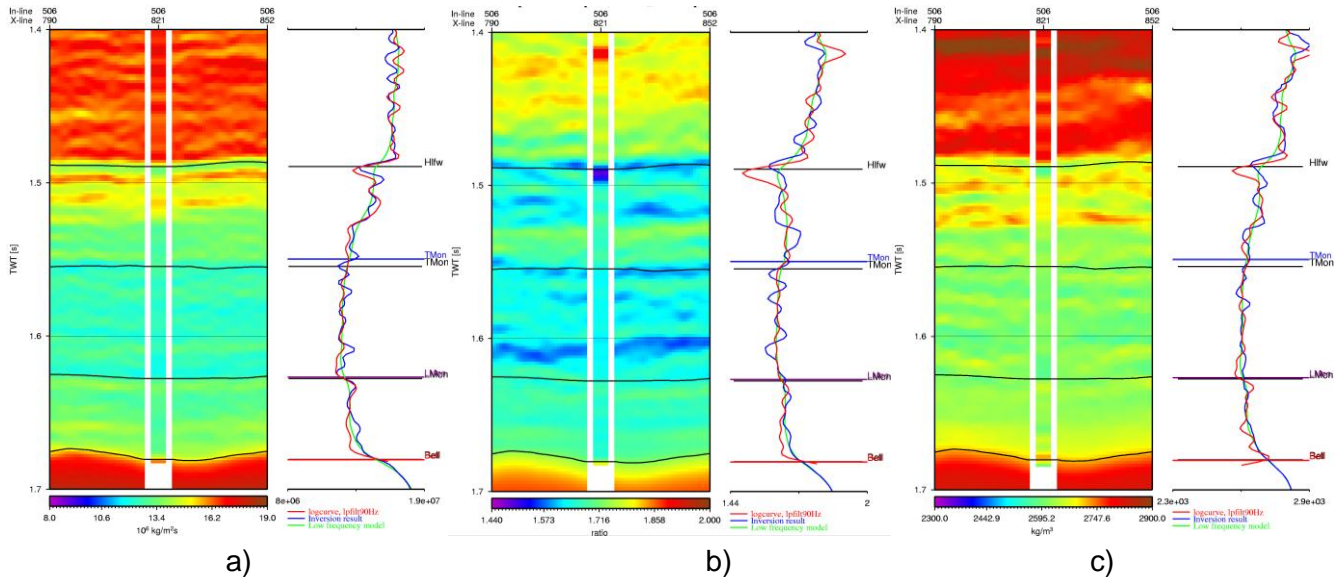 In-line 506 506 506
X-line 790 821 852
1.4
1.5
TWT [s]
1.6
1.7
Hlfw
TMon
TMon
Bell
8.0 10.6 13.4 16.2 19.0
10⁶ kg/m²s
8e+06 1.9e+07
logcurve, lpfilt90Hz
Inversion result
Low frequency model
a)
In-line 506 506 506
X-line 790 821 852
1.4
1.5
TWT [s]
1.6
1.7
Hlfw
TMon
TMon
Bell
1.440 1.573 1.716 1.858 2.000
ratio
1.44 2
logcurve, lpfilt90Hz
Inversion result
Low frequency model
b)
In-line 506 506 506
X-line 790 821 852
1.4
1.5
TWT [s]
1.6
1.7
Hlfw
TMon
TMon
Bell
2300.0 2442.9 2595.2 2747.6 2900.0
kg/m³
2.3e+03 2.9e+03
logcurve, lpfilt90Hz
Inversion result
Low frequency model
c)